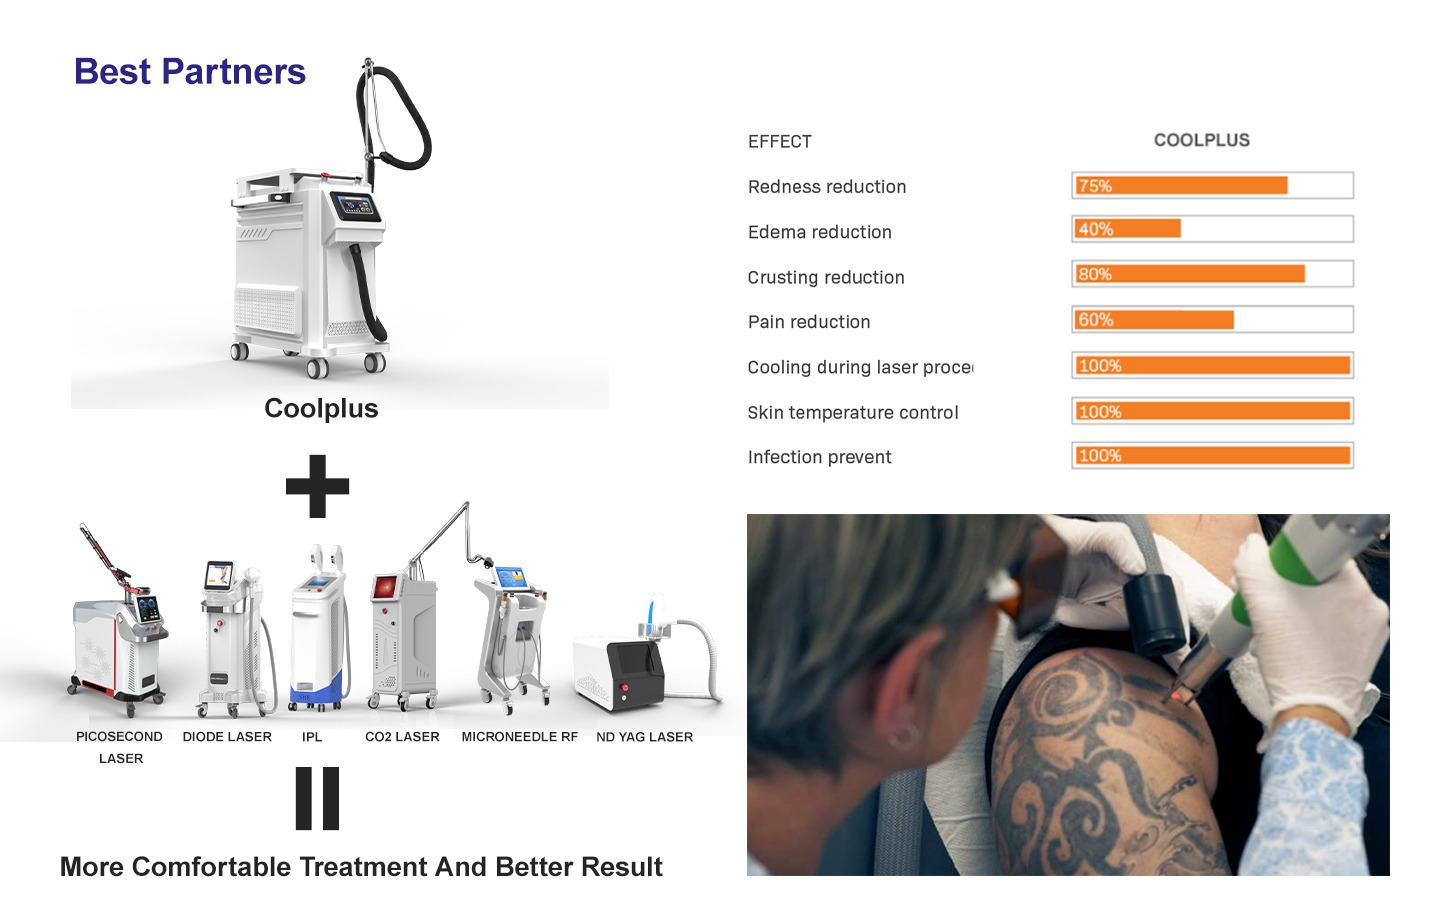 Best Partners
Coolplus
PICOSECOND
LASER
DIODE LASER
IPL
CO2 LASER
MICRONEEDLE RF
ND YAG LASER
More Comfortable Treatment And Better Result
EFFECT
COOLPLUS
Redness reduction
75%
Edema reduction
40%
Crusting reduction
80%
Pain reduction
60%
Cooling during laser
100%
Skin temperature control
100%
Infection prevent
100%